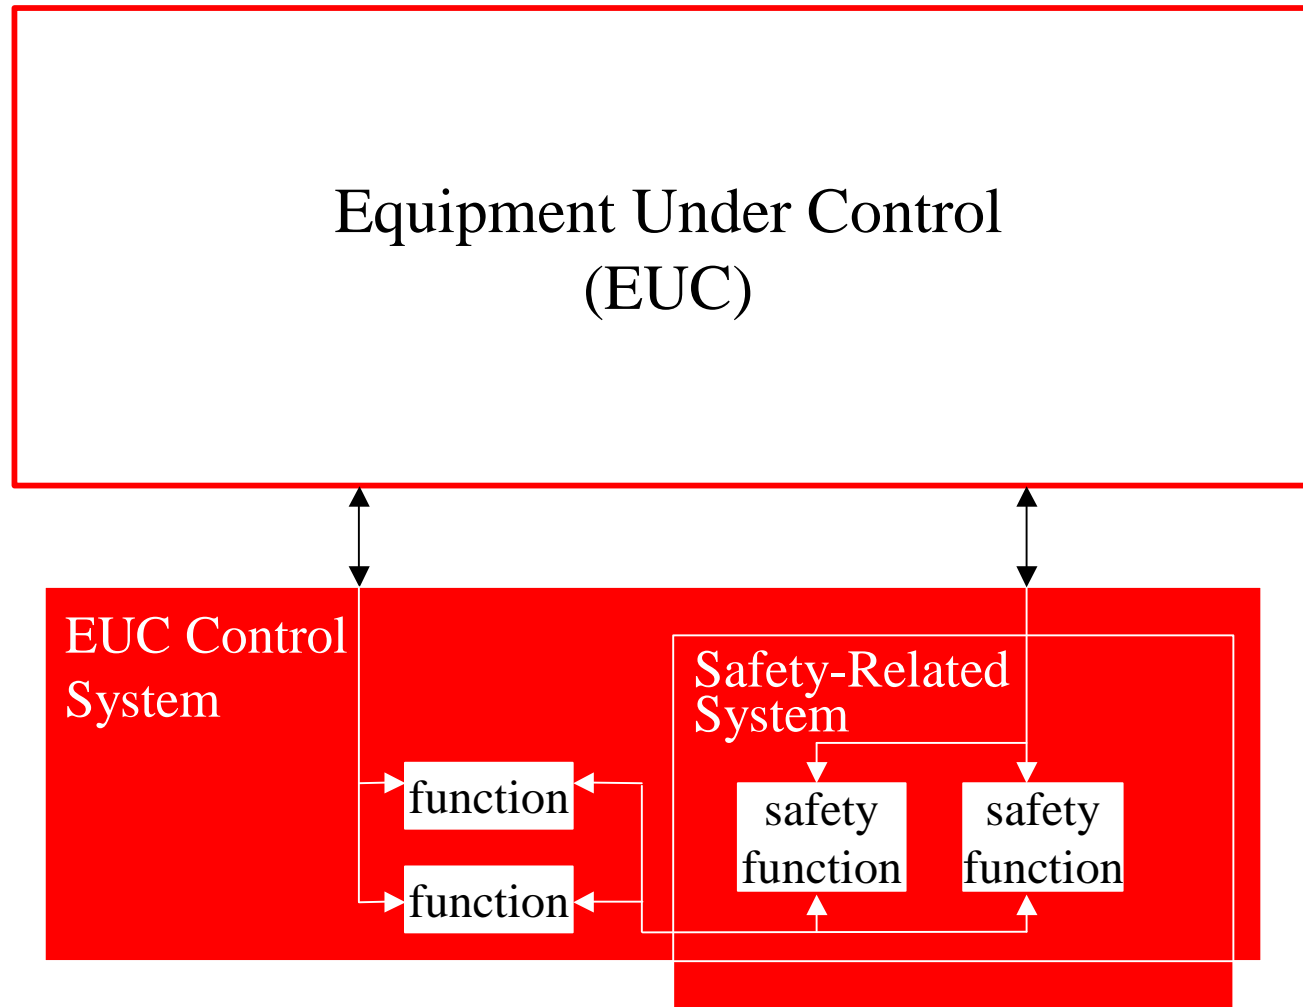 Equipment Under Control
(EUC)
EUC Control
System
Safety-Related
System
function
function
safety
function
safety
function